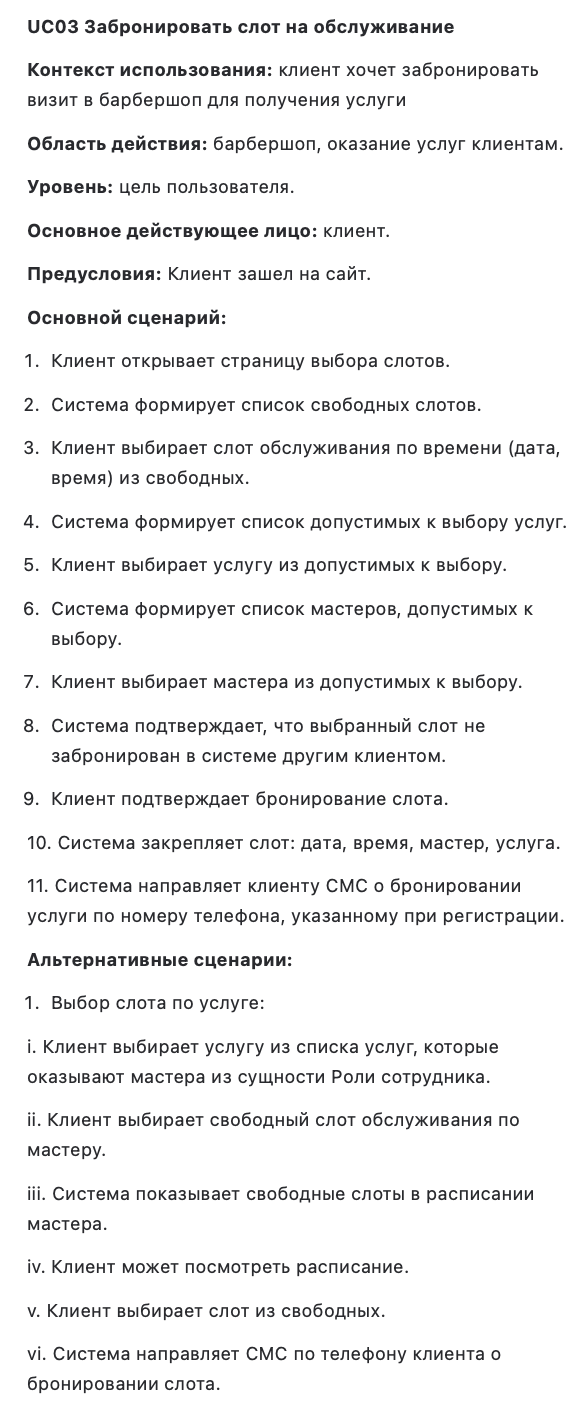 UC03 Забронировать слот на обслуживание
Контекст использования: клиент хочет забронировать
визит в барбершоп для получения услуги
Область действия: барбершоп, оказание услуг клиентам.
Уровень: цель пользователя.
Основное действующее лицо: клиент.
Предусловия: Клиент зашел на сайт.
Основной сценарий:
1. Клиент открывает страницу выбора слотов.
2. Система формирует список свободных слотов.
3. Клиент выбирает слот обслуживания по времени (дата,
время) из свободных.
4. Система формирует список допустимых к выбору услуг.
5. Клиент выбирает услугу из допустимых к выбору.
6. Система формирует список мастеров, допустимых к
выбору.
7. Клиент выбирает мастера из допустимых к выбору.
8. Система подтверждает, что выбранный слот не
забронирован в системе другим клиентом.
9. Клиент подтверждает бронирование слота.
10. Система закрепляет слот: дата, время, мастер, услуга.
11. Система направляет клиенту СМС о бронировании
услуги по номеру телефона, указанному при регистрации.
Альтернативные сценарии:
1. Выбор слота по услуге:
i. Клиент выбирает услугу из списка услуг, которые
оказывают мастера из сущности Роли сотрудника.
ii. Клиент выбирает свободный слот обслуживания по
мастеру.
iii. Система показывает свободные слоты в расписании
мастера.
iv. Клиент может посмотреть расписание.
v. Клиент выбирает слот из свободных.
vi. Система направляет СМС по телефону клиента о
бронировании слота.